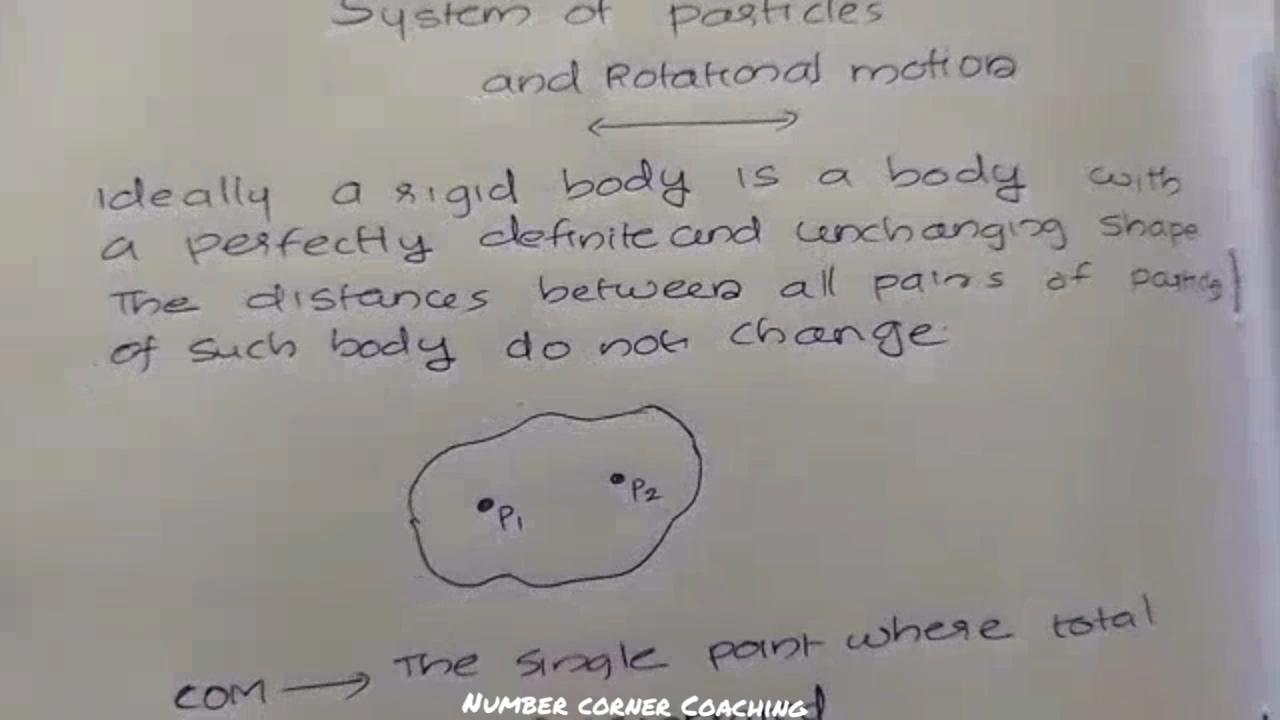 System of particles
and Rotational motion
Ideally a rigid body is a body with
a perfectly definite and unchanging shape
The distances between all pairs of
of such body do not change.
P1
P2
COM → The single point where total
NUMBER CORNER COACHING